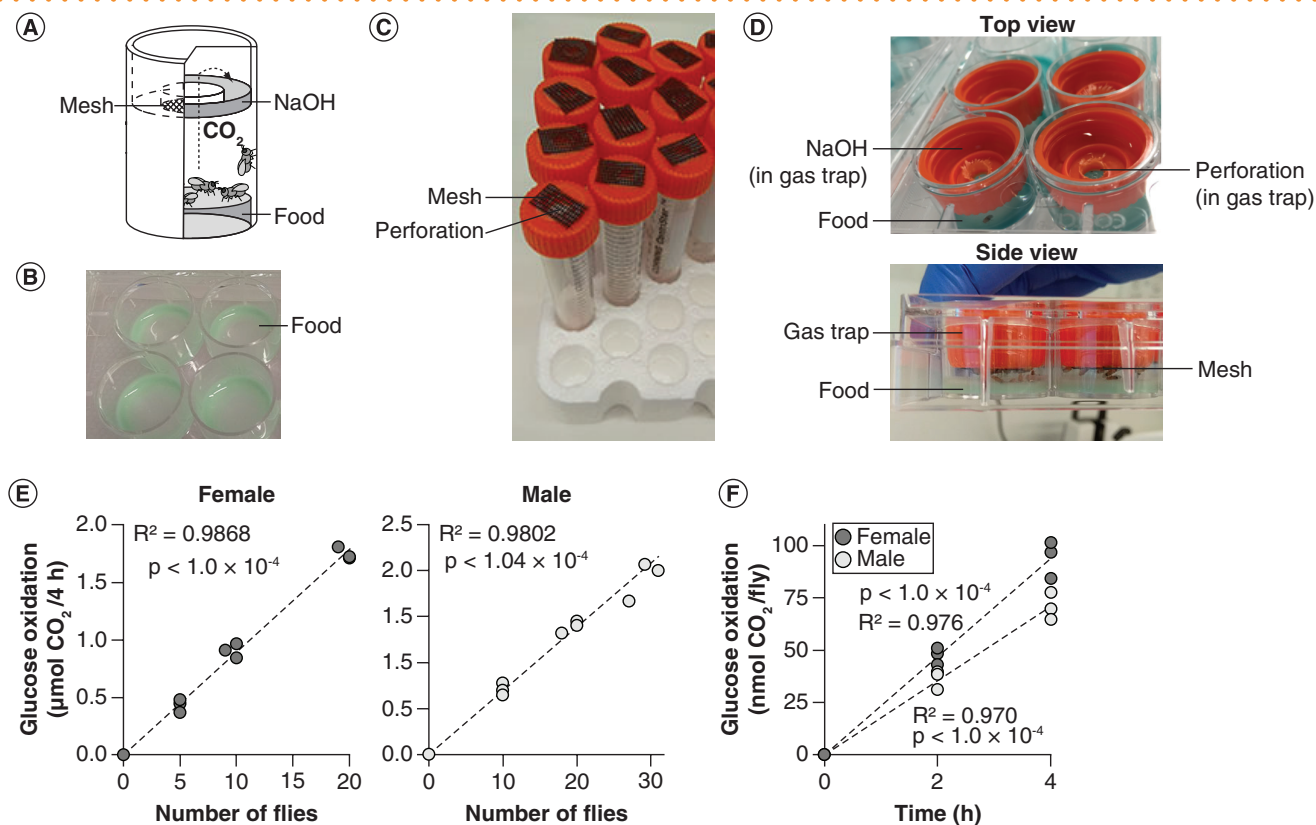 A
Mesh
NaOH
CO2
Food
B
Food
C
Mesh
Perforation
D
Top view
NaOH
(in gas trap)
Food
Perforation
(in gas trap)
Side view
Gas trap
Food
Mesh
E
Female
Glucose oxidation
(μmol CO2/4 h)
R² = 0.9868
p < 1.0 × 10⁻⁴
2.0
1.5
1.0
0.5
0.0
0 5 10 15 20
Number of flies
Male
R² = 0.9802
p < 1.04 × 10⁻⁴
2.5
2.0
1.5
1.5
0.5
0.0
0 10 20 30
Number of flies
F
Glucose oxidation
(nmol CO2/fly)
Female
Male
p < 1.0 × 10⁻⁴
R² = 0.976
R² = 0.970
p < 1.0 × 10⁻⁴
100
75
50
25
0
0 2 4
Time (h)